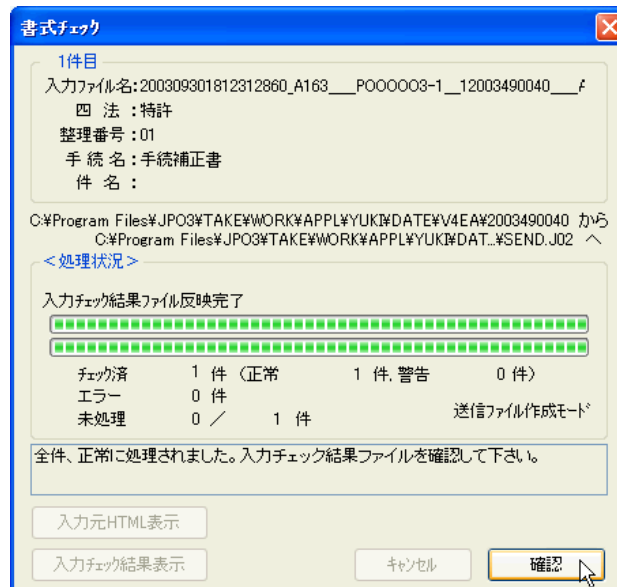 書式チェック
1件目
入力ファイル名:200309301812312860_A163___P000003-1__12003490040___A
四　法:特許
整理番号:01
手 続 名:手続補正書
件　名:
C:¥Program Files¥JPO3¥TAKE¥WORK¥APPL¥YUKI¥DATE¥V4EA¥2003490040 から
C:¥Program Files¥JPO3¥TAKE¥WORK¥APPL¥YUKI¥DAT...¥SEND.J02 へ
＜処理状況＞
入力チェック結果ファイル反映完了
チェック済 1 件 (正常 1 件, 警告 0 件)
エラー 0 件
未処理 0 ／ 1 件 送信ファイル作成モード
全件、正常に処理されました。入力チェック結果ファイルを確認して下さい。
入力元HTML表示
入力チェック結果表示 キャンセル 確認